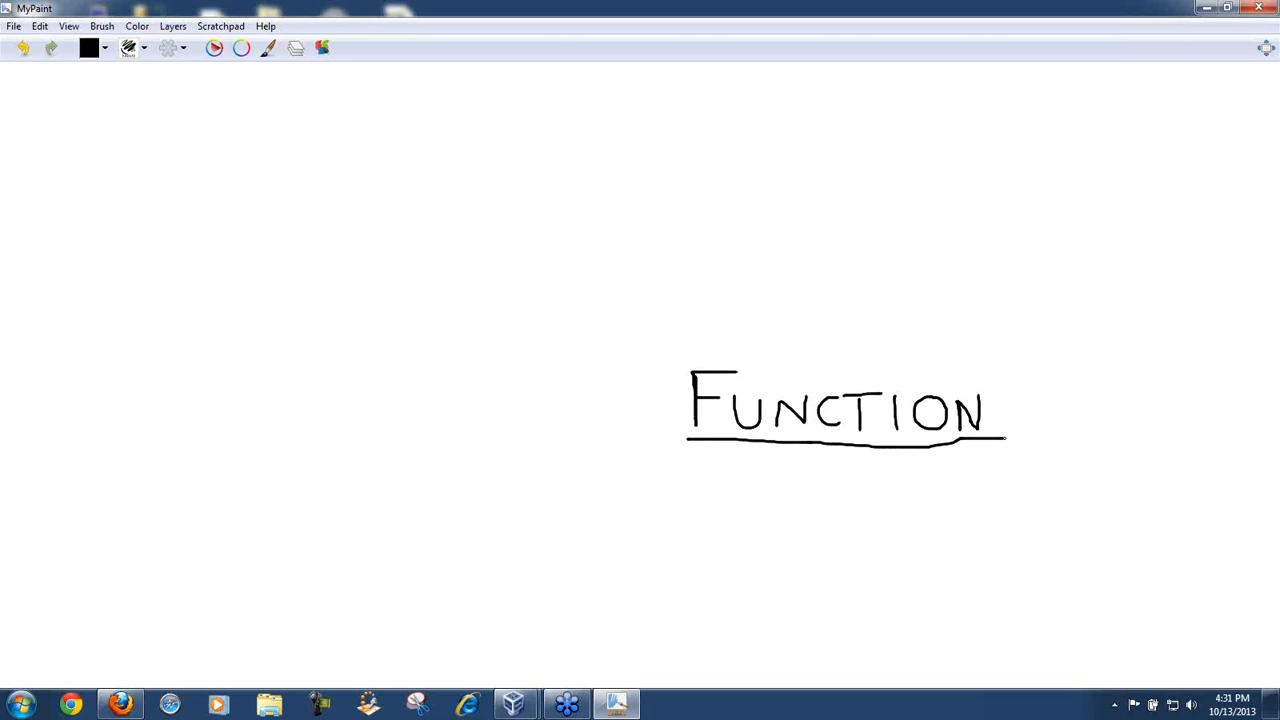 MyPaint
File Edit View Brush Color Layers Scratchpad Help
FUNCTION
4:31 PM
10/13/2013